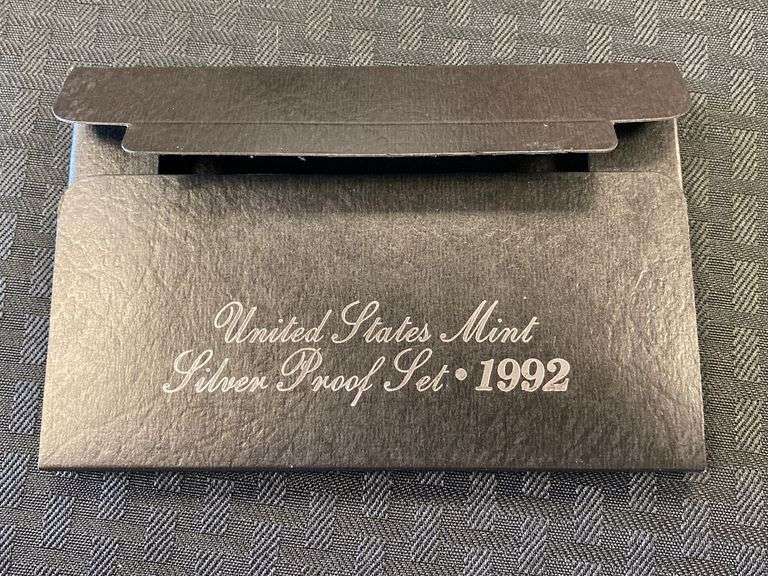 United States Mint
Silver Proof Set • 1992